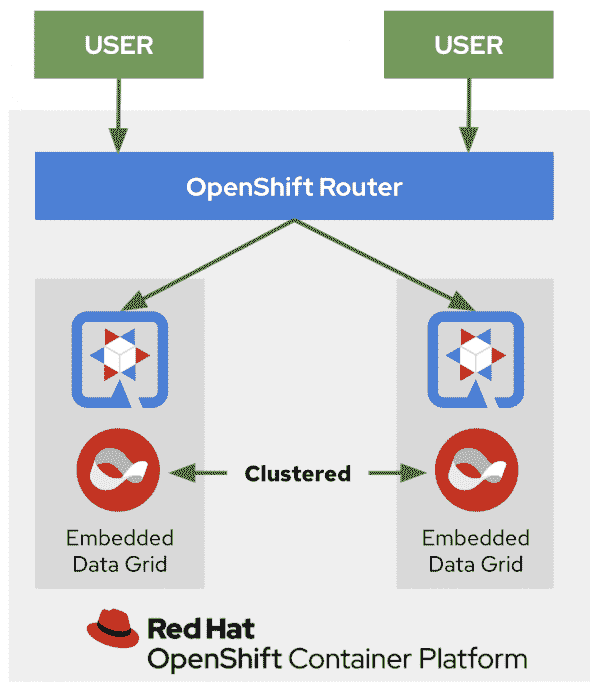 USER
USER
OpenShift Router
Clustered
Embedded
Data Grid
Embedded
Data Grid
Red Hat
OpenShift Container Platform